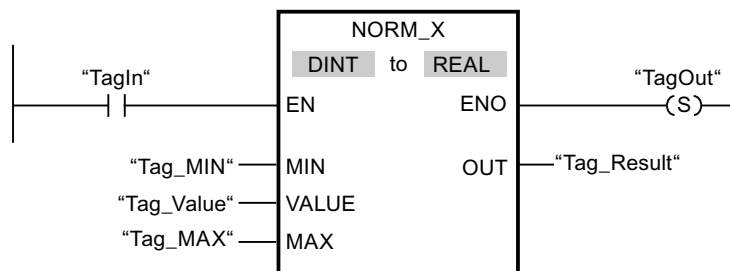 NORM_X
DINT to REAL
“TagIn“
“TagOut“
EN
ENO
(S)
“Tag_MIN“
MIN
OUT
“Tag_Result“
“Tag_Value“
VALUE
“Tag_MAX“
MAX